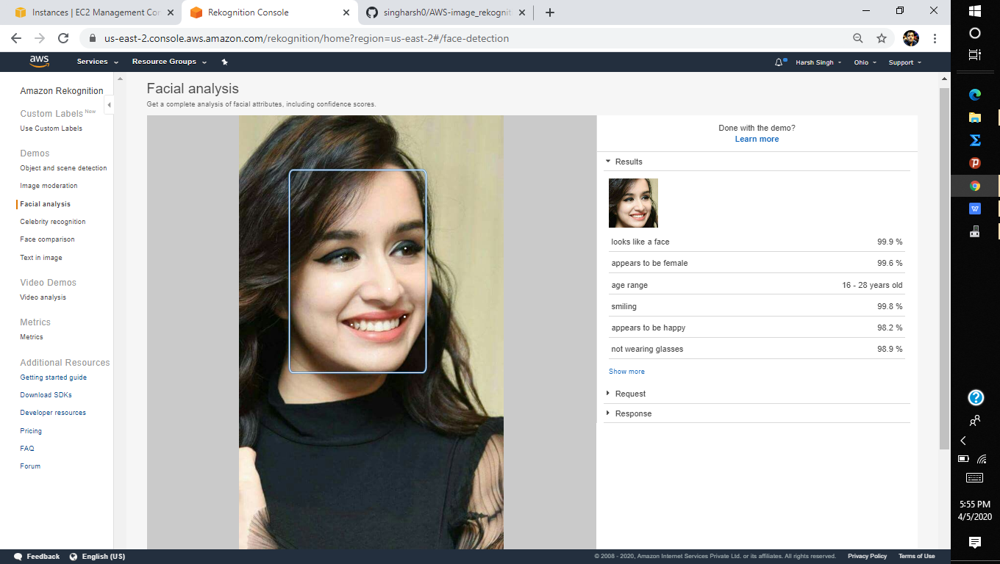 Instances | EC2 Management Con
Rekognition Console
singharsh0/AWS-image_rekognit
us-east-2.console.aws.amazon.com/rekognition/home?region=us-east-2#/face-detection
aws
Services
Resource Groups
Harsh Singh
Ohio
Support
Amazon Rekognition
Custom Labels New
Use Custom Labels
Demos
Object and scene detection
Image moderation
Facial analysis
Celebrity recognition
Face comparison
Text in image
Video Demos
Video analysis
Metrics
Metrics
Additional Resources
Getting started guide
Download SDKs
Developer resources
Pricing
FAQ
Forum
Facial analysis
Get a complete analysis of facial attributes, including confidence scores.
Done with the demo?
Learn more
Results
looks like a face 99.9 %
appears to be female 99.6 %
age range 16 - 28 years old
smiling 99.8 %
appears to be happy 98.2 %
not wearing glasses 98.9 %
Show more
Request
Response
Feedback
English (US)
© 2008 - 2020, Amazon Internet Services Private Ltd. or its affiliates. All rights reserved.
Privacy Policy
Terms of Use
5:55 PM
4/5/2020